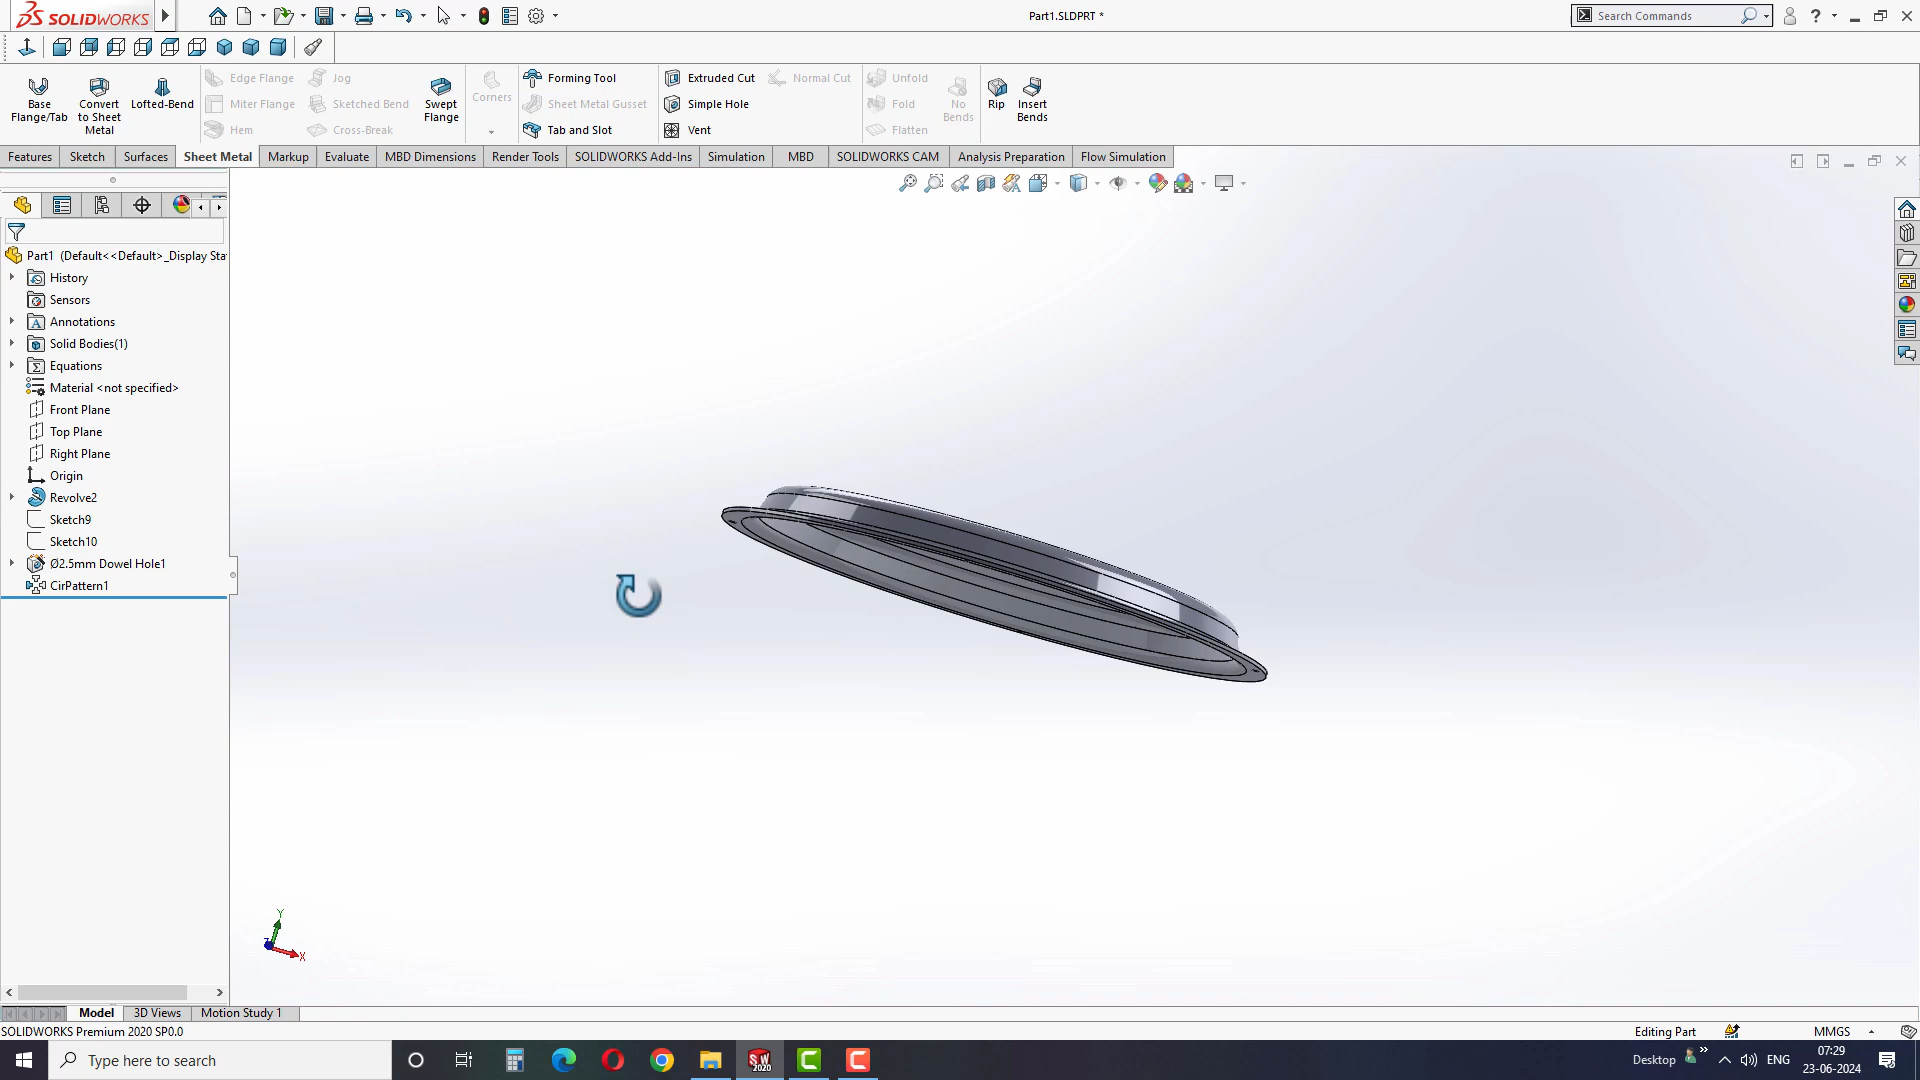 SOLIDWORKS
Part1.SLDPRT *
Search Commands
Base Flange/Tab
Convert to Sheet Metal
Lofted-Bend
Edge Flange
Miter Flange
Hem
Jog
Sketched Bend
Cross-Break
Swept Flange
Corners
Forming Tool
Sheet Metal Gusset
Tab and Slot
Extruded Cut
Simple Hole
Vent
Normal Cut
Unfold
Fold
Flatten
No Bends
Rip
Insert Bends
Features
Sketch
Surfaces
Sheet Metal
Markup
Evaluate
MBD Dimensions
Render Tools
SOLIDWORKS Add-Ins
Simulation
MBD
SOLIDWORKS CAM
Analysis Preparation
Flow Simulation
Part1 (Default<<Default>_Display Sta
History
Sensors
Annotations
Solid Bodies(1)
Equations
Material <not specified>
Front Plane
Top Plane
Right Plane
Origin
Revolve2
Sketch9
Sketch10
Ø2.5mm Dowel Hole1
CirPattern1
Y
Z
X
Model
3D Views
Motion Study 1
SOLIDWORKS Premium 2020 SP0.0
Editing Part
MMGS
Type here to search
SW 2020
Desktop
ENG
07:29
23-06-2024